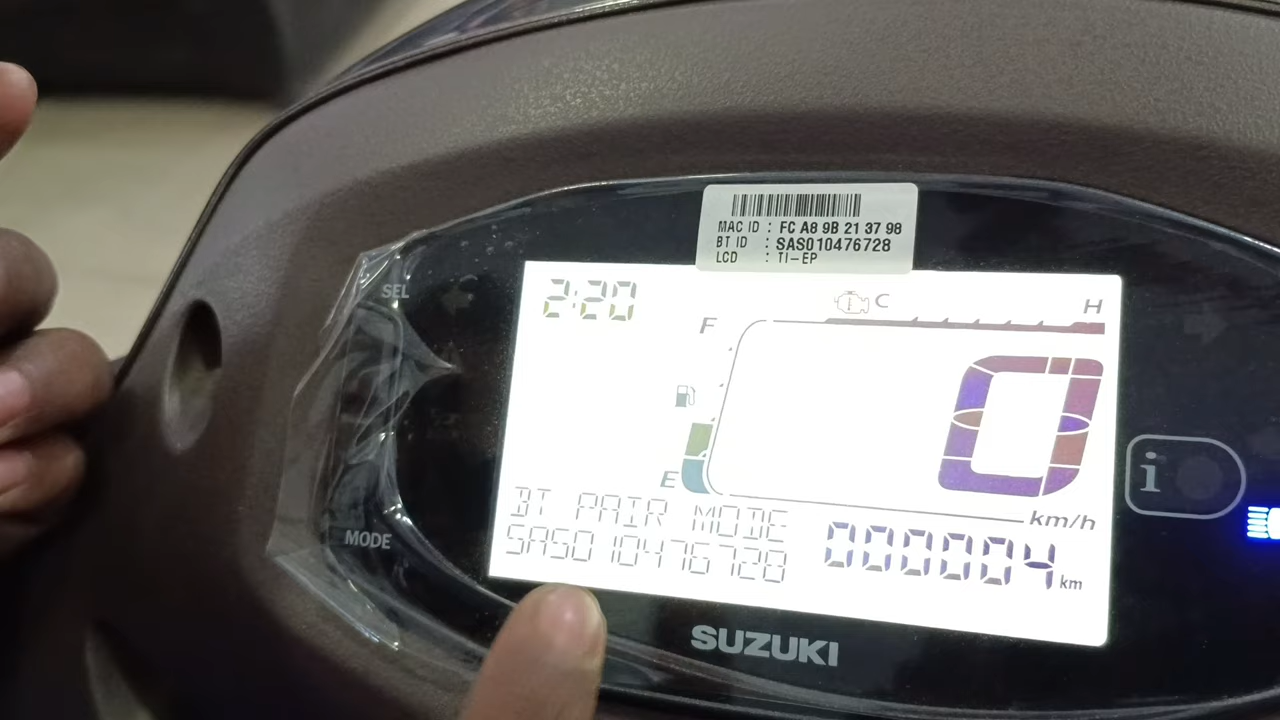 MAC ID : FC A8 9B 21 37 98
BT ID : SAS010476728
LCD : TI-EP
SEL
2:20
C
H
F
0
E
i
km/h
BT PAIR MODE
SAS010476728
000004 km
MODE
SUZUKI